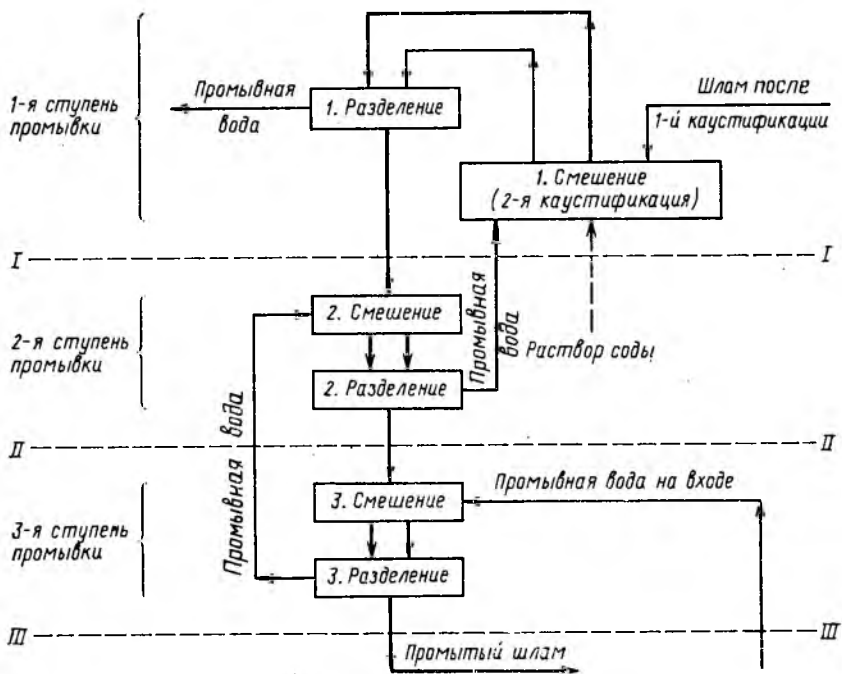 1-я ступень
промывки
Промывная
вода
1. Разделение
Шлам после
1-й каустификации
1. Смешение
(2-я каустификация)
I
I
2-я ступень
промывки
2. Смешение
2. Разделение
Промывная
вода
Раствор соды
Промывная вода
II
II
3-я ступень
промывки
3. Смешение
Промывная вода на входе
3. Разделение
III
III
Промытый шлам